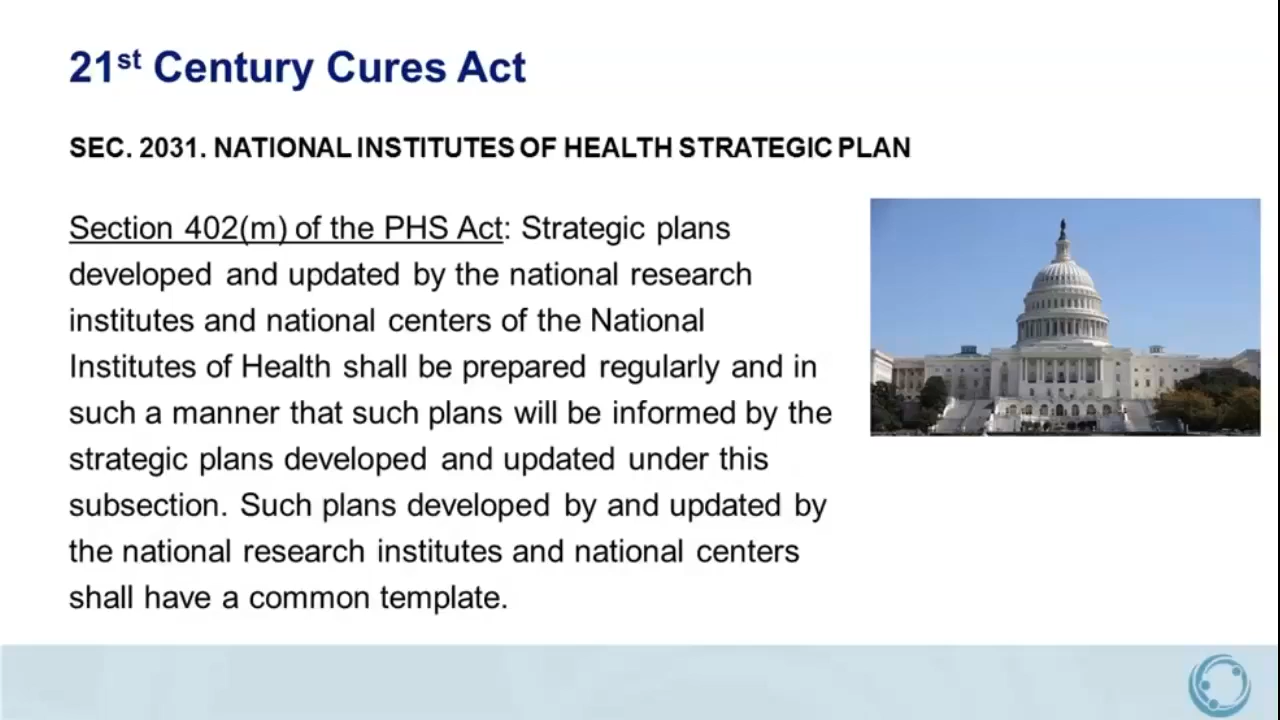 21st Century Cures Act
SEC. 2031. NATIONAL INSTITUTES OF HEALTH STRATEGIC PLAN
Section 402(m) of the PHS Act: Strategic plans
developed and updated by the national research
institutes and national centers of the National
Institutes of Health shall be prepared regularly and in
such a manner that such plans will be informed by the
strategic plans developed and updated under this
subsection. Such plans developed by and updated by
the national research institutes and national centers
shall have a common template.